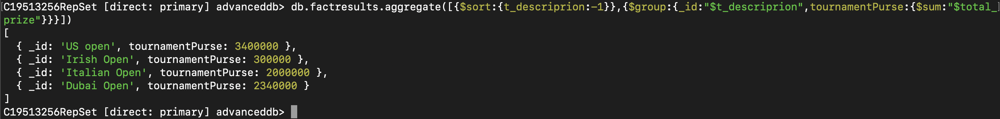 [C19513256RepSet [direct: primary] advanceddb> db.factresults.aggregate([{$sort:{t_descriprion:-1}},{$group:{_id:"$t_descriprion",tournamentPurse:{$sum:"$total_]
prize"}}}])
[
  { _id: 'US open', tournamentPurse: 3400000 },
  { _id: 'Irish Open', tournamentPurse: 300000 },
  { _id: 'Italian Open', tournamentPurse: 2000000 },
  { _id: 'Dubai Open', tournamentPurse: 2340000 }
]
C19513256RepSet [direct: primary] advanceddb>